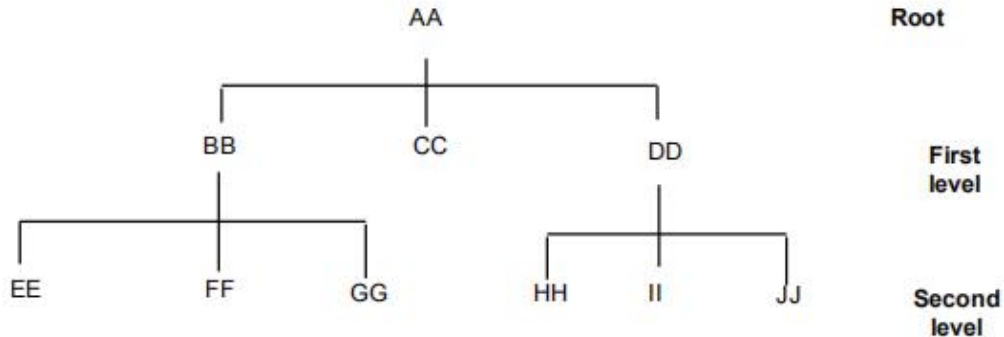 AA Root
BB CC DD First
level
EE FF GG HH II JJ Second
level